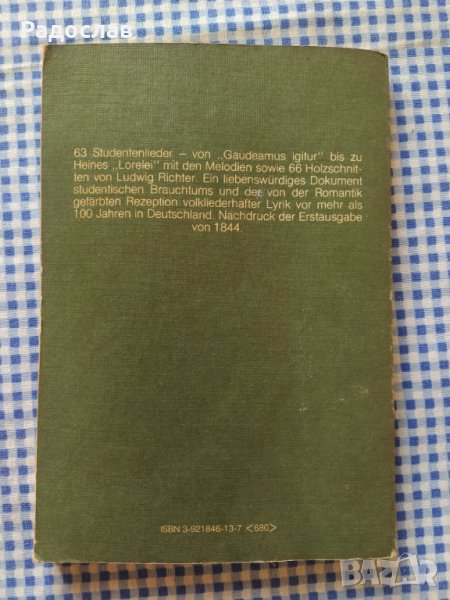 Радослав
63 Studentenlieder – von „Gaudeamus igitur" bis zu
Heines „Lorelei" mit den Melodien sowie 66 Holzschnit-
ten von Ludwig Richter. Ein liebenswürdiges Dokument
studentischen Brauchtums und der von der Romantik
gefärbten Rezeption volkliederhafter Lyrik vor mehr als
100 Jahren in Deutschland. Nachdruck der Erstausgabe
von 1844.
ISBN 3-921846-13-7 <680>
BAZAR